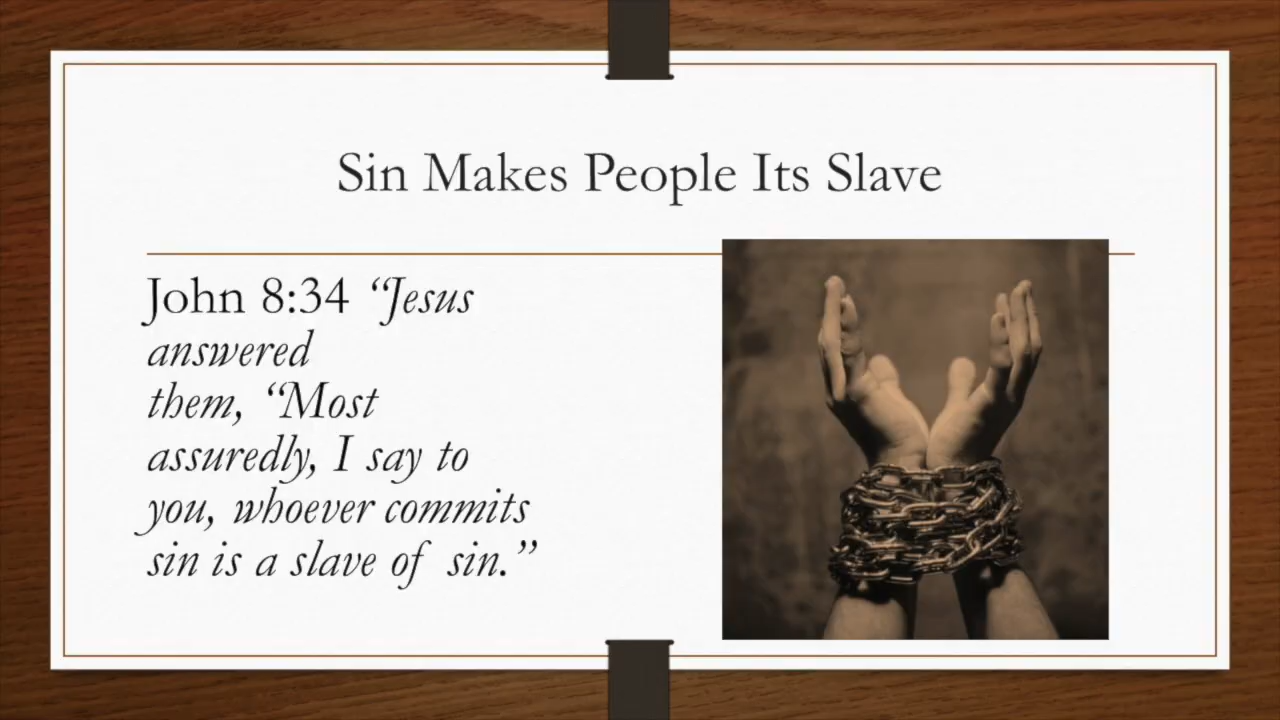 Sin Makes People Its Slave
John 8:34 “Jesus
answered
them, “Most
assuredly, I say to
you, whoever commits
sin is a slave of  sin.”